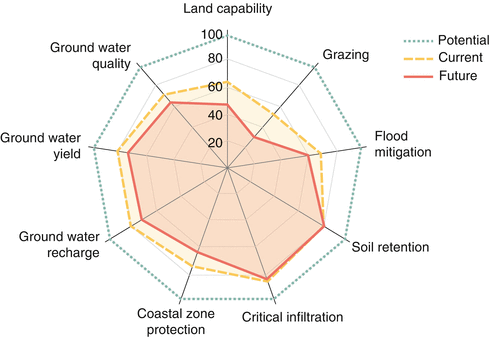 Land capability
100
80
60
40
20
Grazing
Flood
mitigation
Soil retention
Critical infiltration
Coastal zone
protection
Ground water
recharge
Ground water
yield
Ground water
quality
Potential
Current
Future